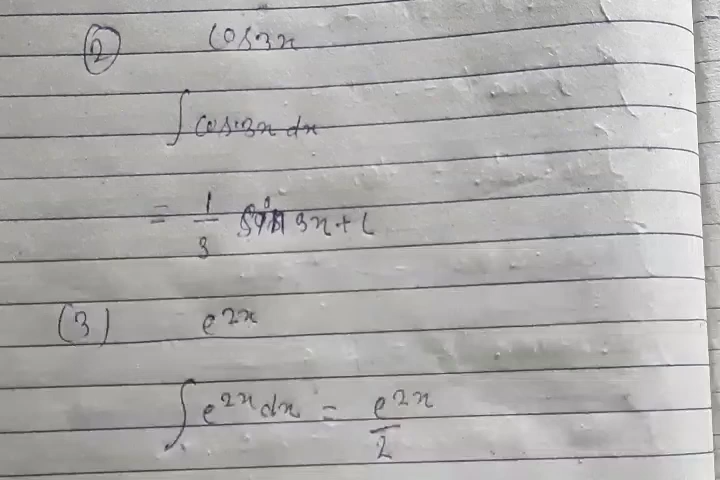 ② cos3x
∫ cos3x dx
= 1/3 sin 3x + c
(3) e^2x
∫ e^2x dx = e^2x/2